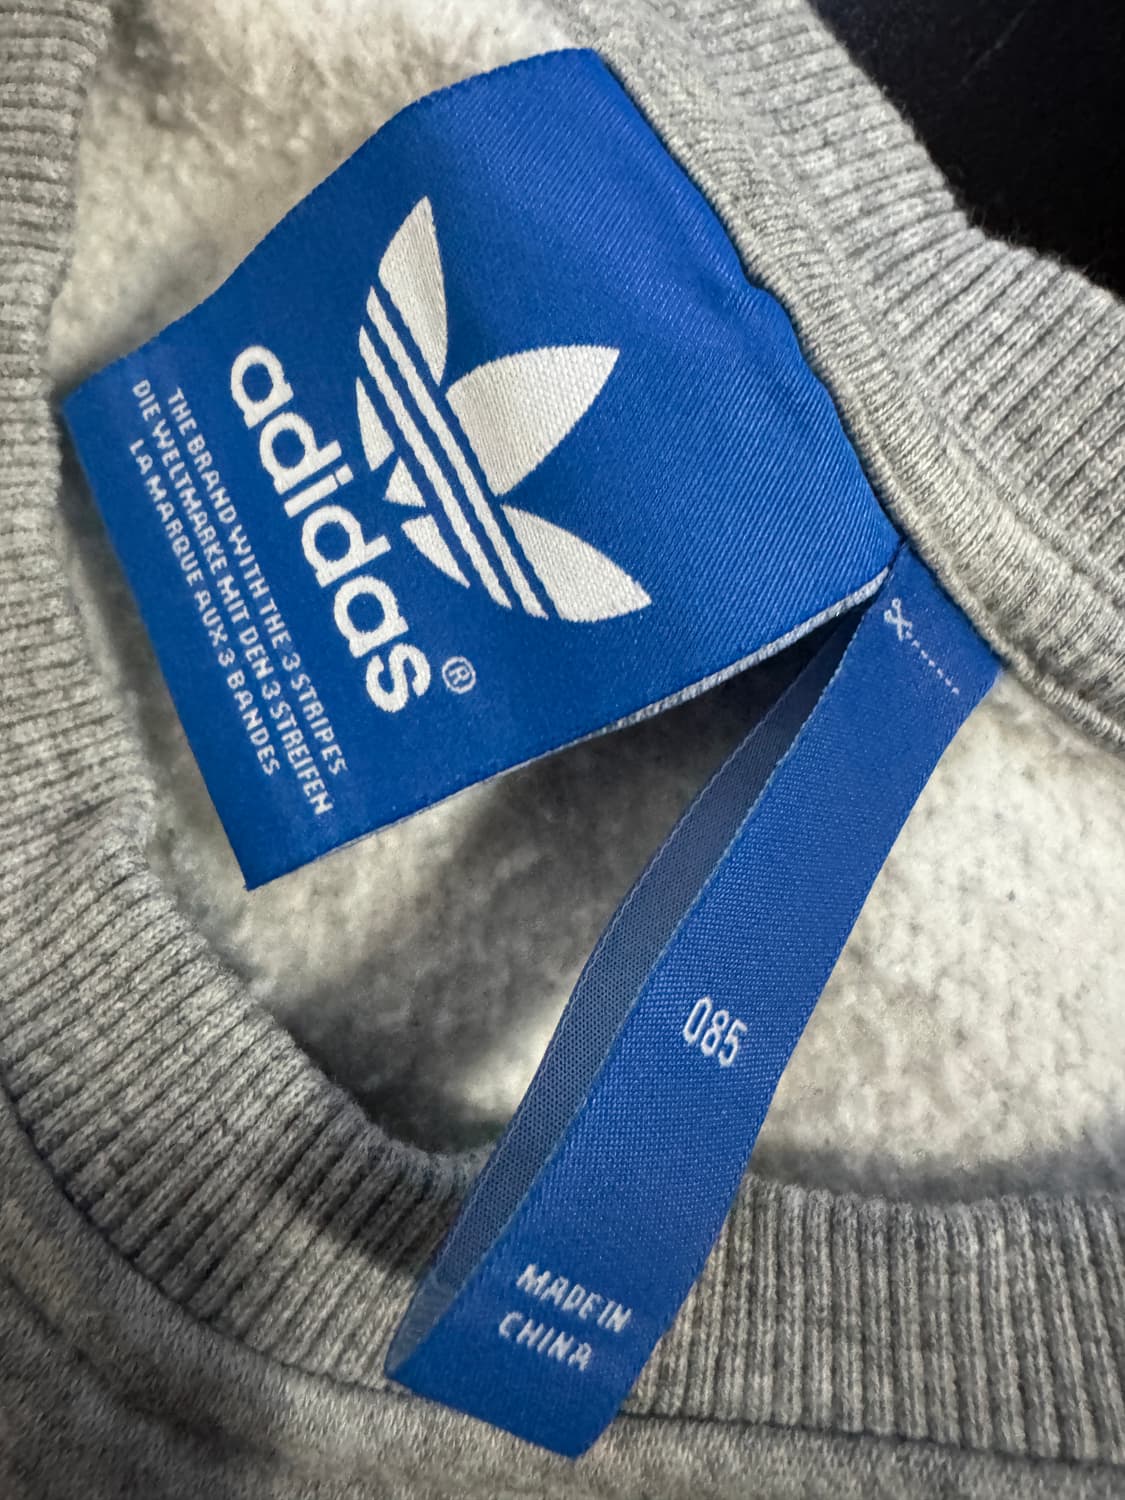 adidas®
THE BRAND WITH THE 3 STRIPES
DIE WELTMARKE MIT DEN 3 STREIFEN
LA MARQUE AUX 3 BANDES
085
MADE IN
CHINA